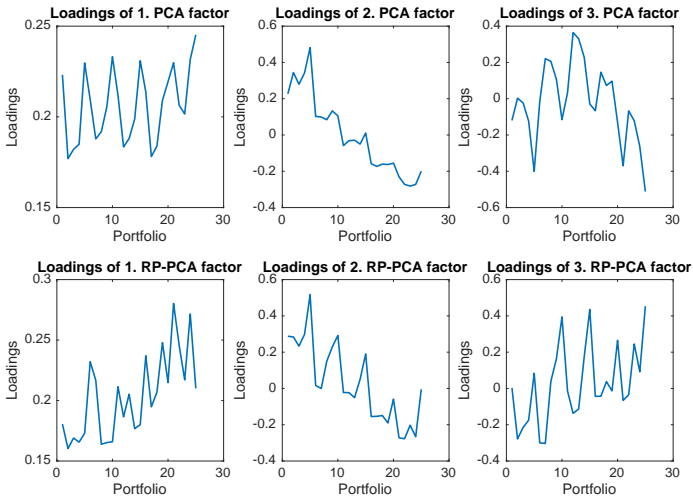 Loadings of 1. PCA factor
Loadings of 2. PCA factor
Loadings of 3. PCA factor
0.25
0.2
0.15
Loadings
0 10 20 30
Portfolio
0.6
0.4
0.2
0
-0.2
-0.4
Loadings
0 10 20 30
Portfolio
0.4
0.2
0
-0.2
-0.4
-0.6
Loadings
0 10 20 30
Portfolio
Loadings of 1. RP-PCA factor
Loadings of 2. RP-PCA factor
Loadings of 3. RP-PCA factor
0.3
0.25
0.2
0.15
Loadings
0 10 20 30
Portfolio
0.6
0.4
0.2
0
-0.2
-0.4
Loadings
0 10 20 30
Portfolio
0.6
0.4
0.2
0
-0.2
-0.4
Loadings
0 10 20 30
Portfolio